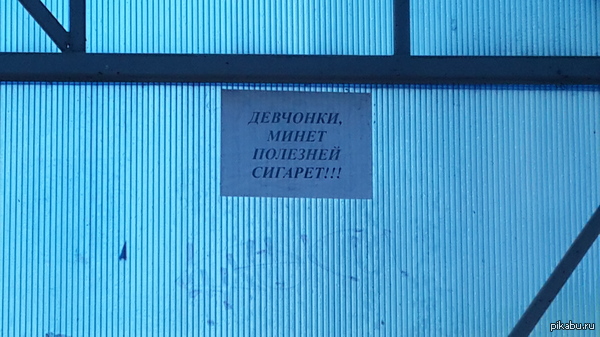 ДЕВЧОНКИ,
МИНЕТ
ПОЛЕЗНЕЙ
СИГАРЕТ!!!
pikabu.ru